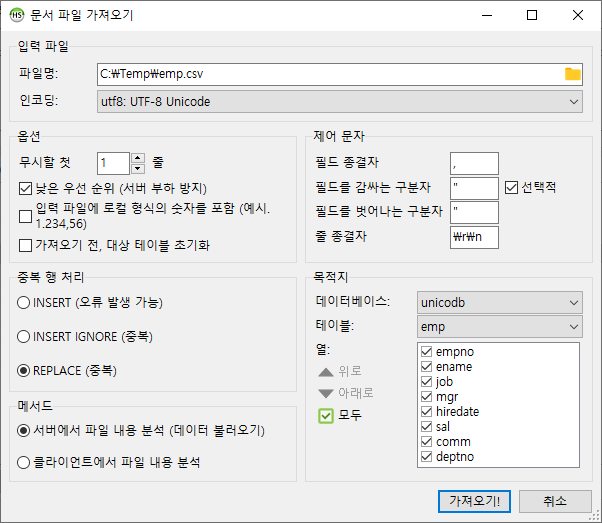 HS 문서 파일 가져오기
입력 파일
파일명: C:₩Temp₩emp.csv
인코딩: utf8: UTF-8 Unicode
옵션
무시할 첫 1 줄
낮은 우선 순위 (서버 부하 방지)
입력 파일에 로컬 형식의 숫자를 포함 (예시.
1.234,56)
가져오기 전, 대상 테이블 초기화
제어 문자
필드 종결자 ,
필드를 감싸는 구분자 " 선택적
필드를 벗어나는 구분자 "
줄 종결자 ₩r₩n
중복 행 처리
INSERT (오류 발생 가능)
INSERT IGNORE (중복)
REPLACE (중복)
메서드
서버에서 파일 내용 분석 (데이터 불러오기)
클라이언트에서 파일 내용 분석
목적지
데이터베이스: unicodb
테이블: emp
열:
위로
아래로
모두
empno
ename
job
mgr
hiredate
sal
comm
deptno
가져오기! 취소